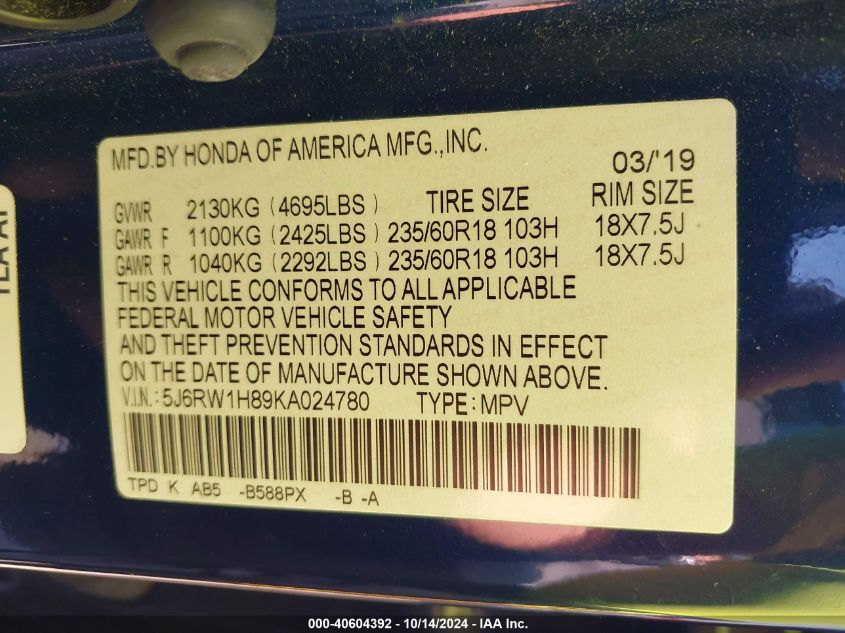 MFD.BY HONDA OF AMERICA MFG.,INC.
03/'19
GVWR 2130KG (4695LBS) TIRE SIZE RIM SIZE
GAWR F 1100KG (2425LBS) 235/60R18 103H 18X7.5J
GAWR R 1040KG (2292LBS) 235/60R18 103H 18X7.5J
THIS VEHICLE CONFORMS TO ALL APPLICABLE
FEDERAL MOTOR VEHICLE SAFETY
AND THEFT PREVENTION STANDARDS IN EFFECT
ON THE DATE OF MANUFACTURE SHOWN ABOVE.
V.I.N.:5J6RW1H89KA024780 TYPE:MPV
TPD K AB5 -B588PX -B -A
000-40604392 - 10/14/2024 - IAA Inc.